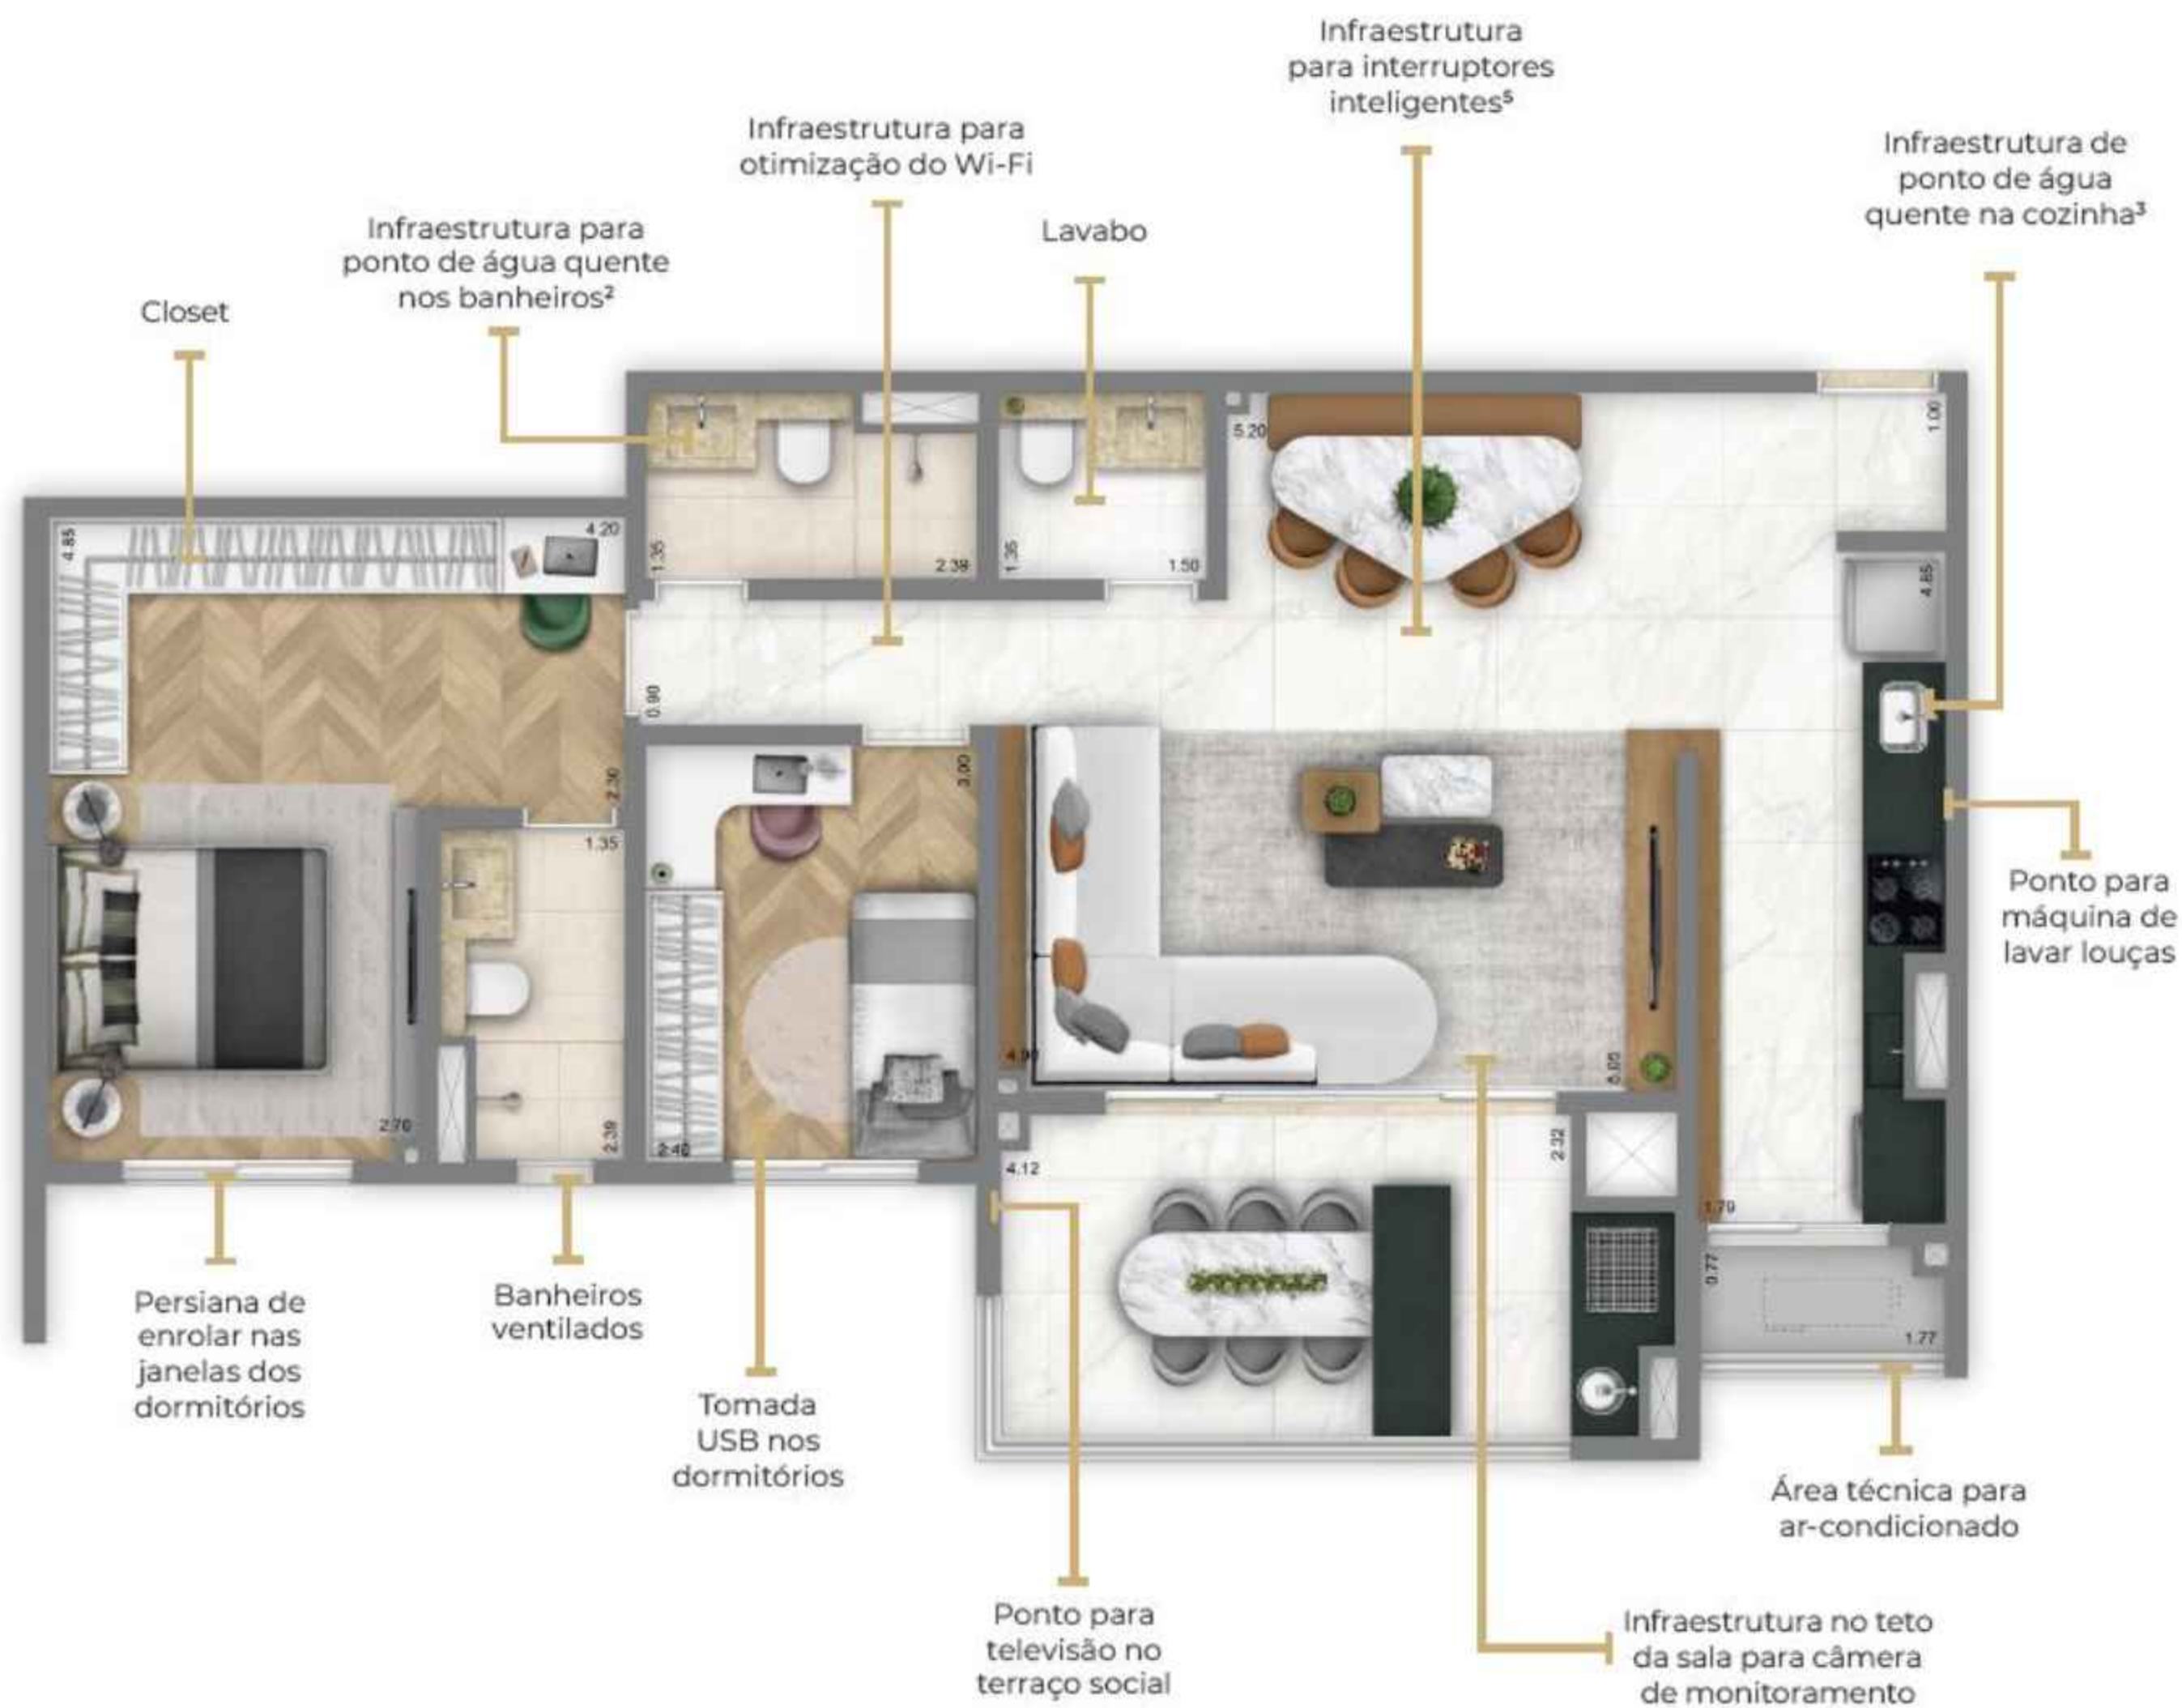 Infraestrutura
para interruptores
inteligentes⁵
Infraestrutura para
otimização do Wi-Fi
Infraestrutura de
ponto de água
quente na cozinha³
Infraestrutura para
ponto de água quente
nos banheiros²
Lavabo
Closet
5.20
1.00
4.85
4.20
1.35
2.39
1.35
1.50
4.85
0.90
2.30
3.00
1.35
Ponto para
máquina de
lavar louças
5.05
2.70
2.39
2.40
4.12
2.32
1.70
0.77
1.77
Persiana de
enrolar nas
janelas dos
dormitórios
Banheiros
ventilados
Tomada
USB nos
dormitórios
Área técnica para
ar-condicionado
Ponto para
televisão no
terraço social
Infraestrutura no teto
da sala para câmera
de monitoramento